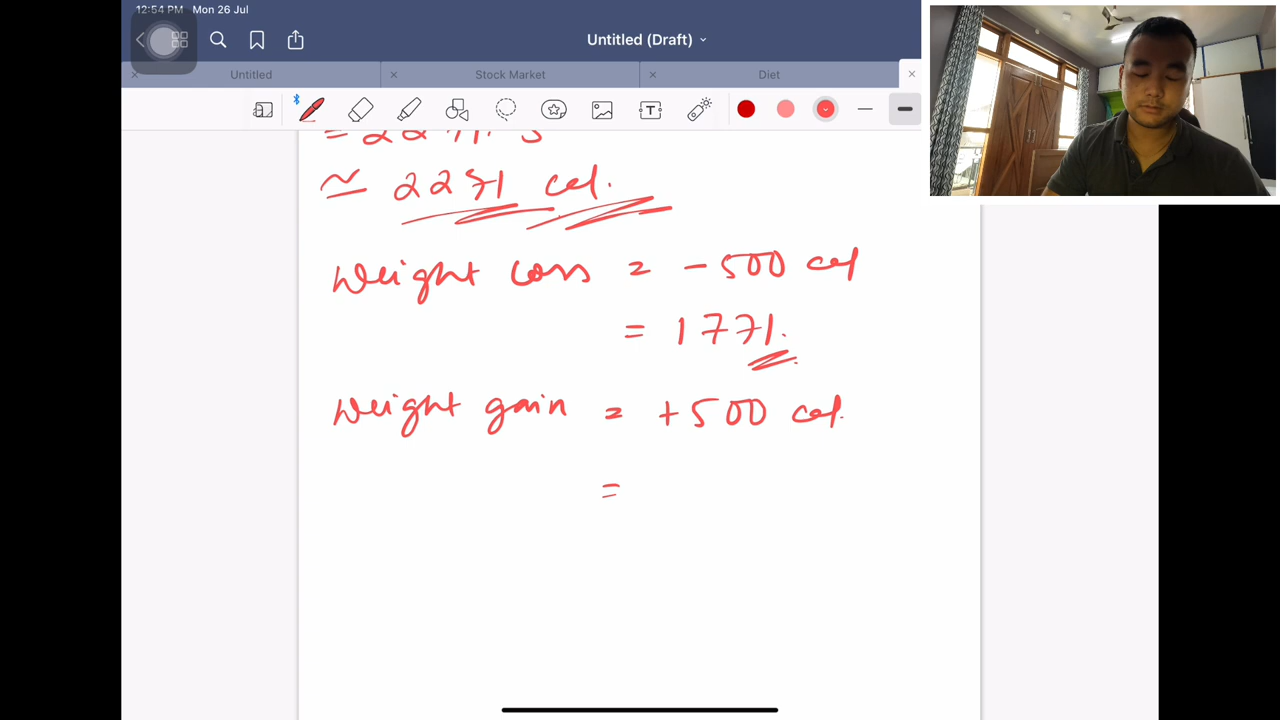 12:54 PM Mon 26 Jul
Untitled (Draft)
Untitled
Stock Market
Diet
≅ 2271 cal.
Weight loss = - 500 cal
= 1771.
Weight gain = +500 cal.
=